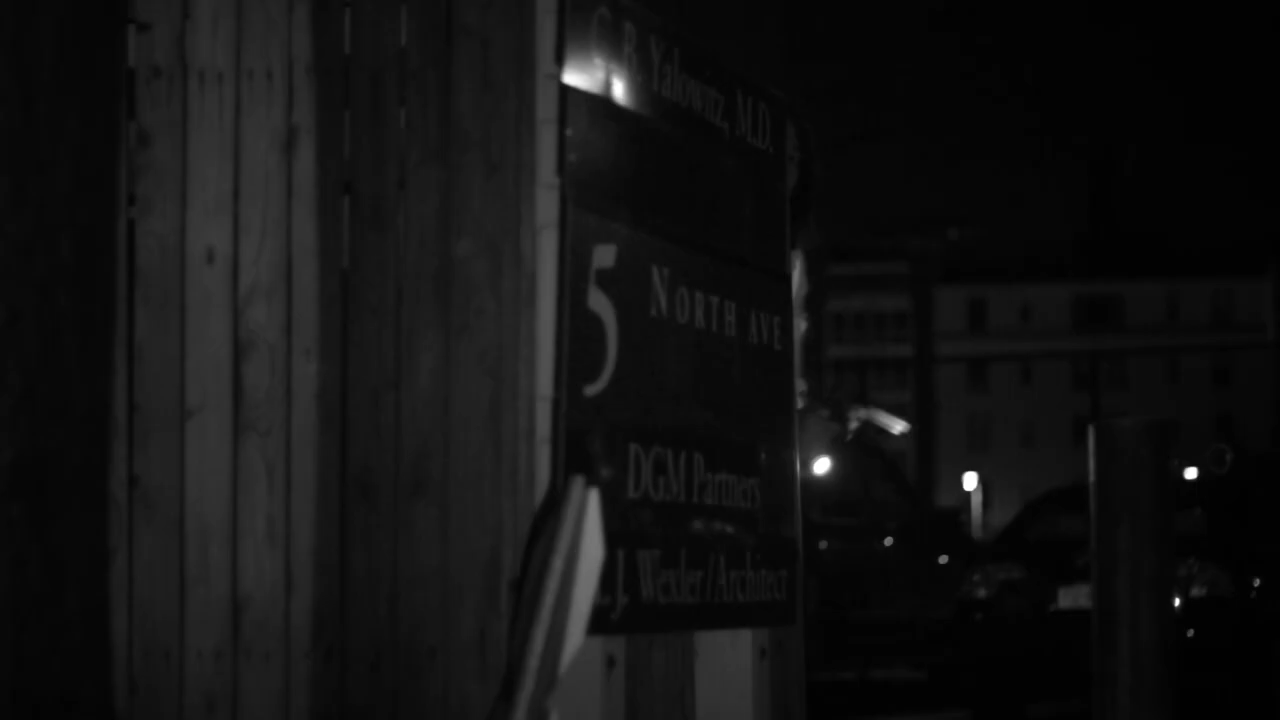 G. B. Yalowitz, M.D.
5 NORTH AVE
DGM Partners
J. Wexler/Architect